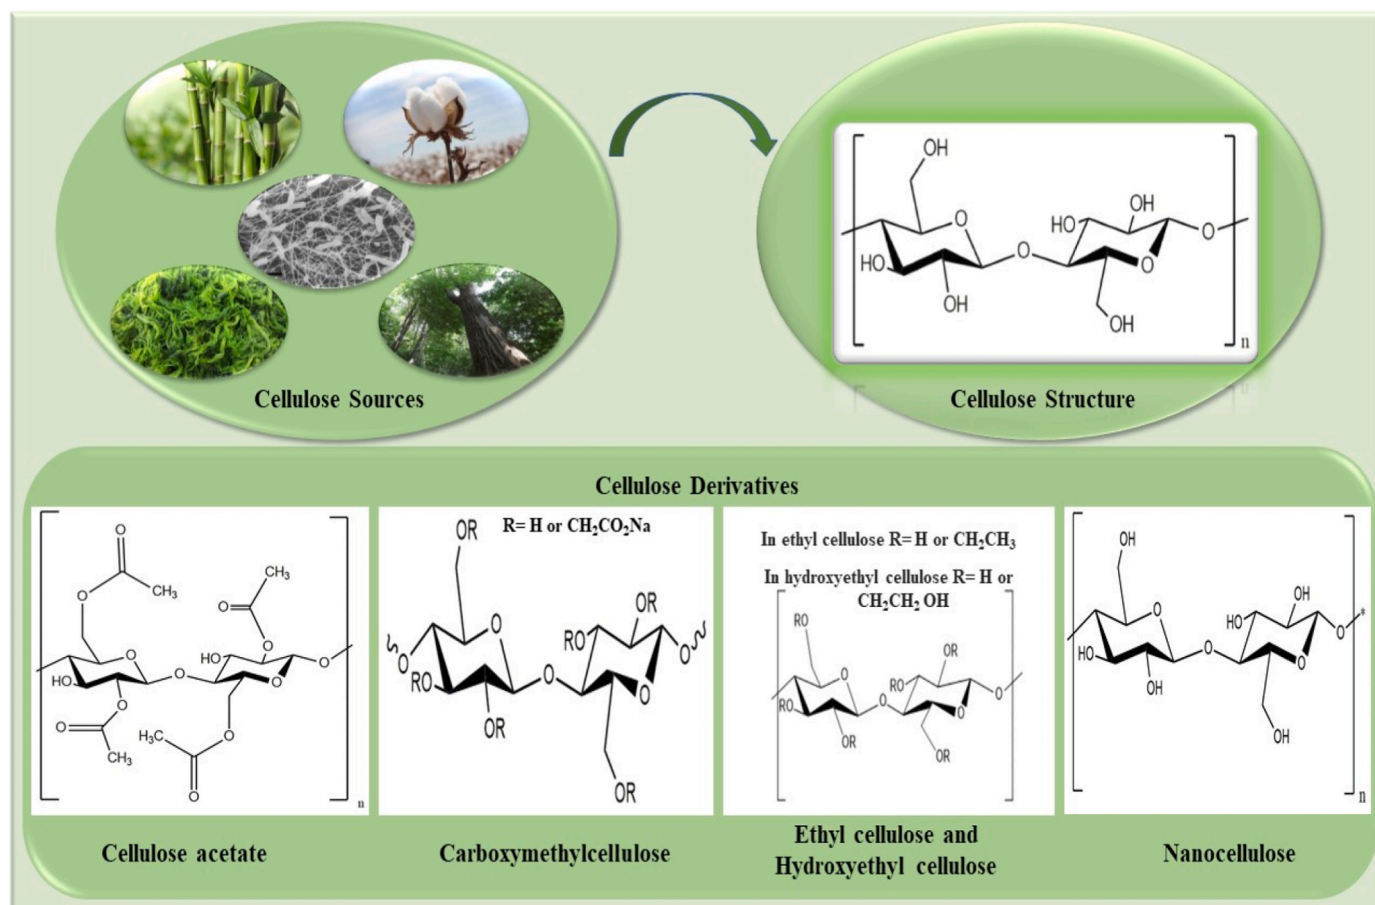 OH
O
OH
HO
O
O
HO
O
OH
OH
n
Cellulose Sources
Cellulose Structure
Cellulose Derivatives
O
O
CH₃
CH₃
O
O
O
HO
O
O
O
HO
O
O
O
CH₃
H₃C
O
O
n
Cellulose acetate
R= H or CH₂CO₂Na
OR
OR
O
RO
O
O
RO
O
O
OR
RO
OR
Carboxymethylcellulose
In ethyl cellulose R= H or CH₂CH₃
In hydroxyethyl cellulose R= H or
CH₂CH₂ OH
RO
OR
O
RO
O
O
RO
O
OR
RO
Ethyl cellulose and
Hydroxyethyl cellulose
OH
OH
O
HO
O
*
O
HO
O
OH
OH
n
Nanocellulose